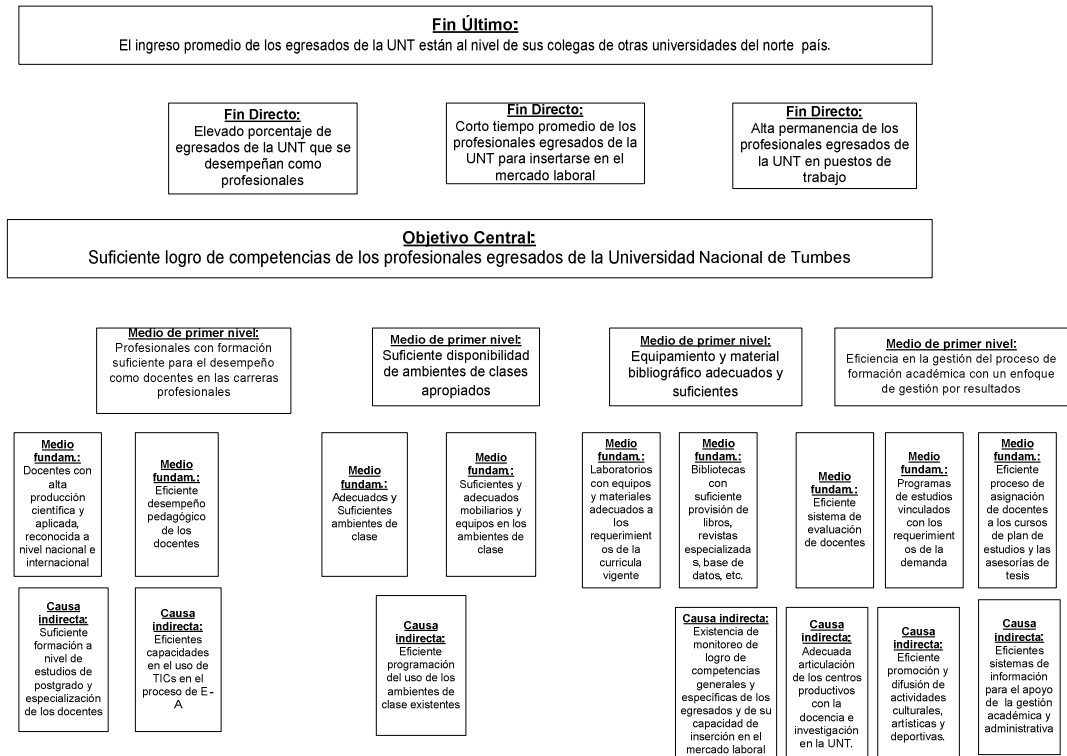 Fin Último:
El ingreso promedio de los egresados de la UNT están al nivel de sus colegas de otras universidades del norte país.
Fin Directo:
Elevado porcentaje de
egresados de la UNT que se
desempeñan como
profesionales
Fin Directo:
Corto tiempo promedio de los
profesionales egresados de la
UNT para insertarse en el
mercado laboral
Fin Directo:
Alta permanencia de los
profesionales egresados de
la UNT en puestos de
trabajo
Objetivo Central:
Suficiente logro de competencias de los profesionales egresados de la Universidad Nacional de Tumbes
Medio de primer nivel:
Profesionales con formación
suficiente para el desempeño
como docentes en las carreras
profesionales
Medio de primer nivel:
Suficiente disponibilidad
de ambientes de clases
apropiados
Medio de primer nivel:
Equipamiento y material
bibliográfico adecuados y
suficientes
Medio de primer nivel:
Eficiencia en la gestión del proceso de
formación académica con un enfoque
de gestión por resultados
Medio
fundam.:
Docentes con
alta
producción
científica y
aplicada,
reconocida a
nivel nacional e
internacional
Medio
fundam.:
Eficiente
desempeño
pedagógico
de los
docentes
Medio
fundam.:
Adecuados y
Suficientes
ambientes de
clase
Medio
fundam.:
Suficientes y
adecuados
mobiliarios y
equipos en los
ambientes de
clase
Medio
fundam.:
Laboratorios
con equipos
y materiales
adecuados a
los
requerimient
os de la
curricula
vigente
Medio
fundam.:
Bibliotecas
con
suficiente
provisión de
libros,
revistas
especializada
s, base de
datos, etc.
Medio
fundam.:
Eficiente
sistema de
evaluación
de docentes
Medio
fundam.:
Programas
de estudios
vinculados
con los
requerimient
os de la
demanda
Medio
fundam.:
Eficiente
proceso de
asignación
de docentes
a los cursos
de plan de
estudios y las
asesorías de
tesis
Causa
indirecta:
Suficiente
formación a
nivel de
estudios de
postgrado y
especialización
de los docentes
Causa
indirecta:
Eficientes
capacidades
en el uso de
TICs en el
proceso de E-
A
Causa
indirecta:
Eficiente
programación
del uso de los
ambientes de
clase existentes
Causa indirecta:
Existencia de
monitoreo de
logro de
competencias
generales y
específicas de los
egresados y de su
capacidad de
inserción en el
mercado laboral
Causa
indirecta:
Adecuada
articulación
de los centros
productivos
con la
docencia e
investigación
en la UNT.
Causa
indirecta:
Eficiente
promoción y
difusión de
actividades
culturales,
artísticas y
deportivas.
Causa
indirecta:
Eficientes
sistemas de
información
para el apoyo
de la gestión
académica y
administrativa